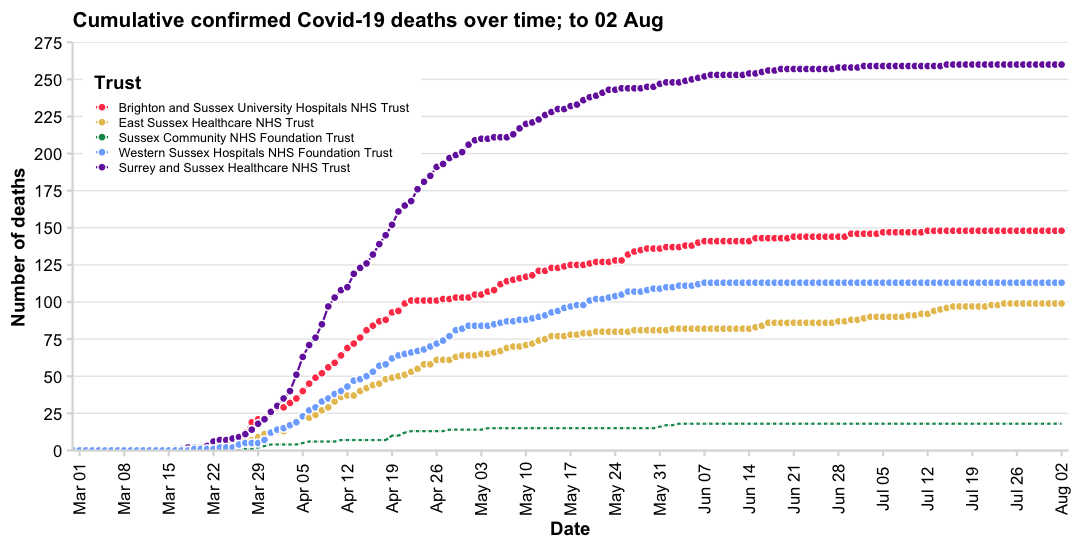 Cumulative confirmed Covid-19 deaths over time; to 02 Aug
Number of deaths
275
250
225
200
175
150
125
100
75
50
25
0
Trust
Brighton and Sussex University Hospitals NHS Trust
East Sussex Healthcare NHS Trust
Sussex Community NHS Foundation Trust
Western Sussex Hospitals NHS Foundation Trust
Surrey and Sussex Healthcare NHS Trust
Mar 01
Mar 08
Mar 15
Mar 22
Mar 29
Apr 05
Apr 12
Apr 19
Apr 26
May 03
May 10
May 17
May 24
May 31
Jun 07
Jun 14
Jun 21
Jun 28
Jul 05
Jul 12
Jul 19
Jul 26
Aug 02
Date